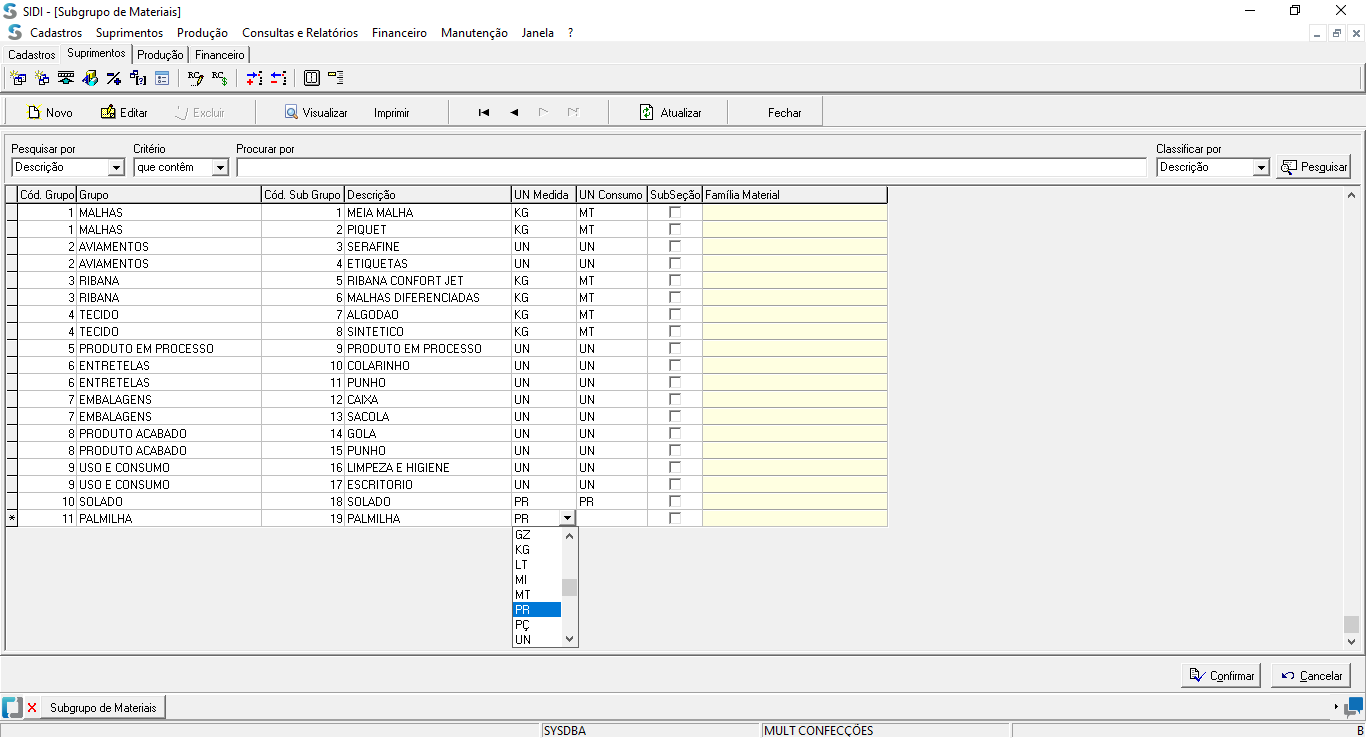 SIDI - [Subgrupo de Materiais]
Cadastros Suprimentos Produção Consultas e Relatórios Financeiro Manutenção Janela ?
Cadastros Suprimentos Produção Financeiro
Novo Editar Excluir Visualizar Imprimir Atualizar Fechar
Pesquisar por Critério Procurar por Classificar por
Descrição que contêm Descrição Pesquisar
Cód. Grupo Grupo Cód. Sub Grupo Descrição UN Medida UN Consumo SubSeção Família Material
1 MALHAS 1 MEIA MALHA KG MT
1 MALHAS 2 PIQUET KG MT
2 AVIAMENTOS 3 SERAFINE UN UN
2 AVIAMENTOS 4 ETIQUETAS UN UN
3 RIBANA 5 RIBANA CONFORT JET KG MT
3 RIBANA 6 MALHAS DIFERENCIADAS KG MT
4 TECIDO 7 ALGODAO KG MT
4 TECIDO 8 SINTETICO KG MT
5 PRODUTO EM PROCESSO 9 PRODUTO EM PROCESSO UN UN
6 ENTRETELAS 10 COLARINHO UN UN
6 ENTRETELAS 11 PUNHO UN UN
7 EMBALAGENS 12 CAIXA UN UN
7 EMBALAGENS 13 SACOLA UN UN
8 PRODUTO ACABADO 14 GOLA UN UN
8 PRODUTO ACABADO 15 PUNHO UN UN
9 USO E CONSUMO 16 LIMPEZA E HIGIENE UN UN
9 USO E CONSUMO 17 ESCRITORIO UN UN
10 SOLADO 18 SOLADO PR PR
* 11 PALMILHA 19 PALMILHA PR
GZ
KG
LT
MI
MT
PR
PÇ
UN
Confirmar Cancelar
Subgrupo de Materiais
SYSDBA MULT CONFECÇÕES B